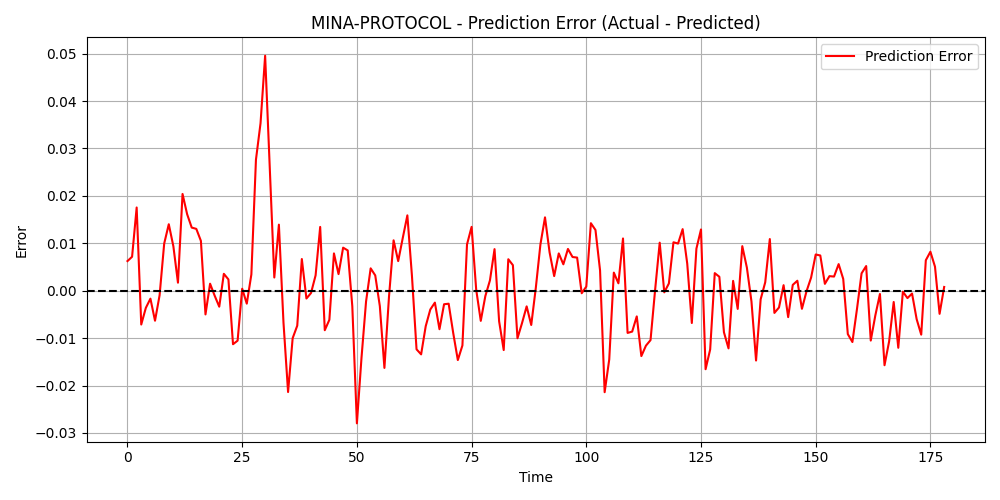 MINA-PROTOCOL - Prediction Error (Actual - Predicted)
Prediction Error
Error
0.05
0.04
0.03
0.02
0.01
0.00
−0.01
−0.02
−0.03
0 25 50 75 100 125 150 175
Time